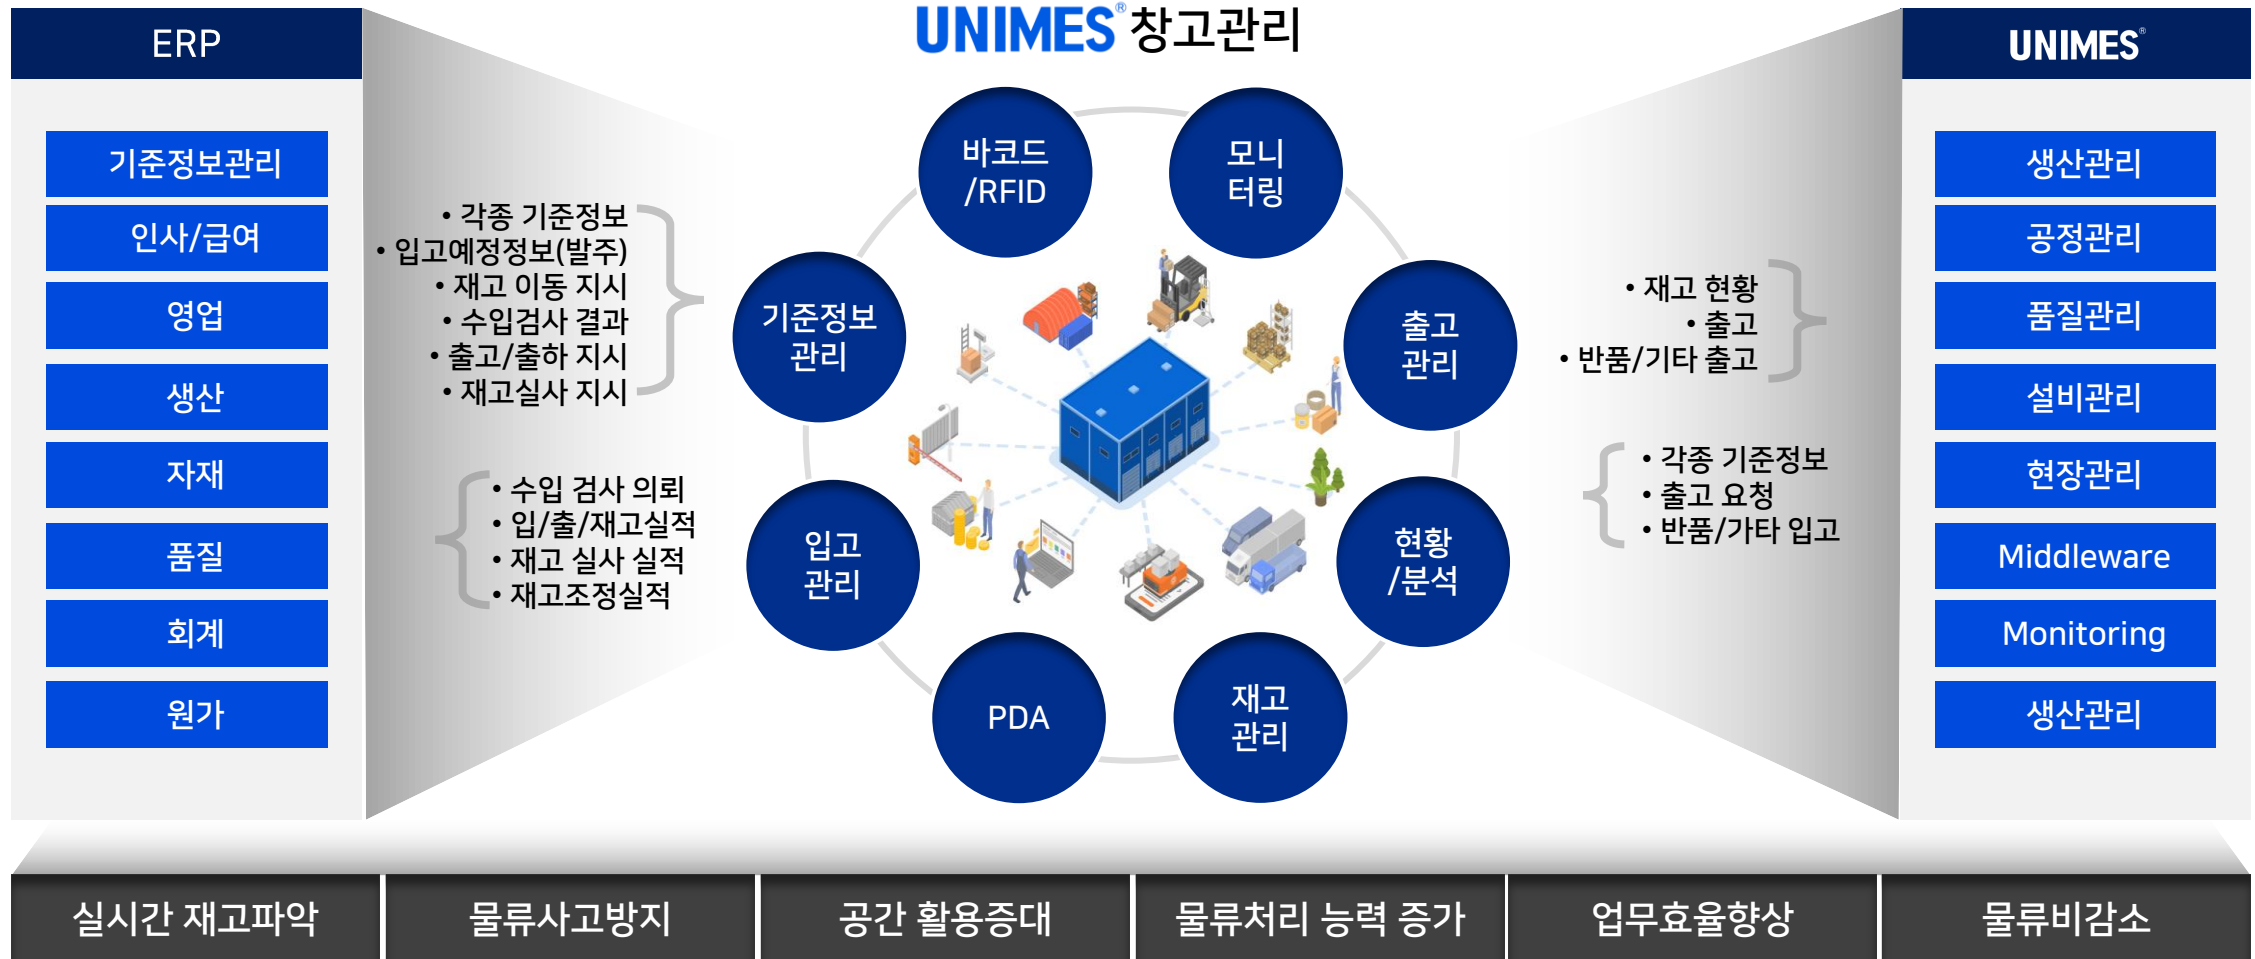 UNIMES® 창고관리
ERP
기준정보관리
인사/급여
영업
생산
자재
품질
회계
원가
• 각종 기준정보
• 입고예정정보(발주)
• 재고 이동 지시
• 수입검사 결과
• 출고/출하 지시
• 재고실사 지시
• 수입 검사 의뢰
• 입/출/재고실적
• 재고 실사 실적
• 재고조정실적
바코드
/RFID
모니
터링
기준정보
관리
출고
관리
입고
관리
현황
/분석
PDA
재고
관리
• 재고 현황
• 출고
• 반품/기타 출고
• 각종 기준정보
• 출고 요청
• 반품/가타 입고
UNIMES®
생산관리
공정관리
품질관리
설비관리
현장관리
Middleware
Monitoring
생산관리
실시간 재고파악
물류사고방지
공간 활용증대
물류처리 능력 증가
업무효율향상
물류비감소